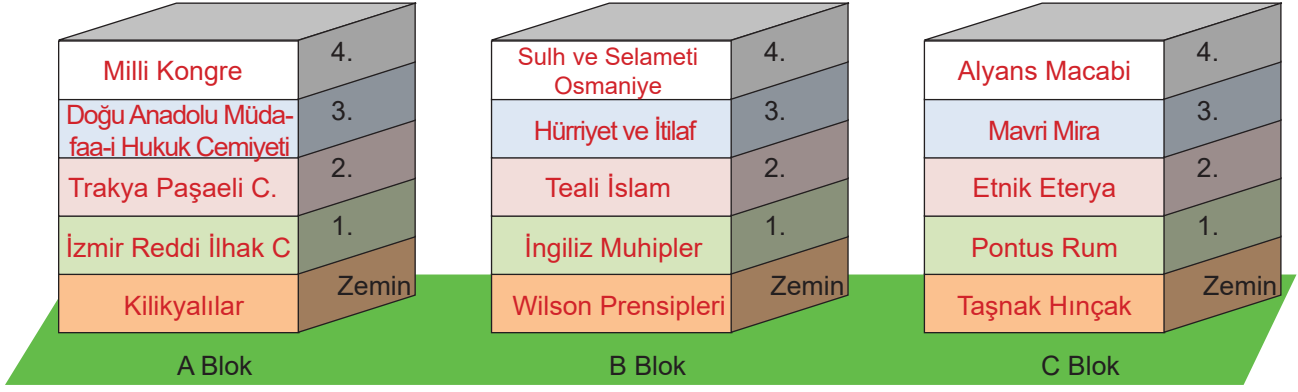 Milli Kongre
4.
Doğu Anadolu Müda-
faa-i Hukuk Cemiyeti
3.
Trakya Paşaeli C.
2.
İzmir Reddi İlhak C
1.
Kilikyalılar
Zemin
A Blok
Sulh ve Selameti
Osmaniye
4.
Hürriyet ve İtilaf
3.
Teali İslam
2.
İngiliz Muhipler
1.
Wilson Prensipleri
Zemin
B Blok
Alyans Macabi
4.
Mavri Mira
3.
Etnik Eterya
2.
Pontus Rum
1.
Taşnak Hınçak
Zemin
C Blok